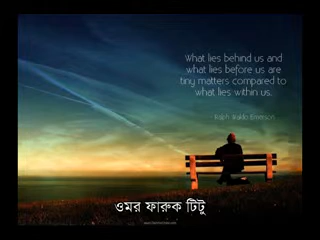 What lies behind us and
what lies before us are
tiny matters compared to
what lies within us.
Ralph Waldo Emerson
ওমর ফারুক টিটু